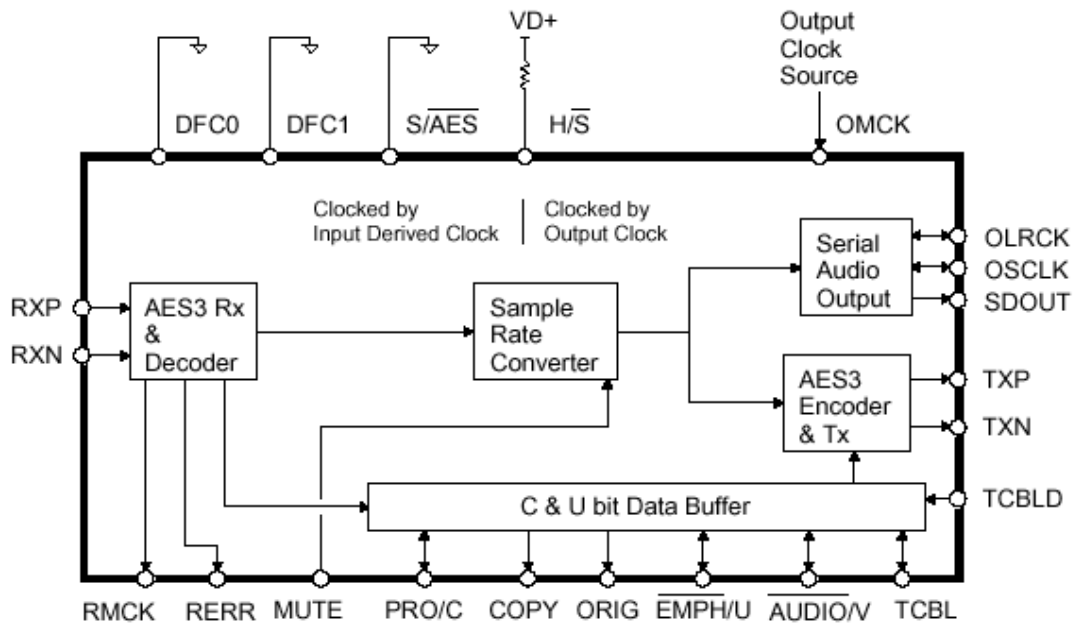 VD+
Output
Clock
Source
DFC0
DFC1
S/AES
H/S
OMCK
Clocked by
Input Derived Clock
Clocked by
Output Clock
Serial
Audio
Output
OLRCK
OSCLK
SDOUT
RXP
RXN
AES3 Rx
&
Decoder
Sample
Rate
Converter
AES3
Encoder
& Tx
TXP
TXN
C & U bit Data Buffer
TCBLD
RMCK
RERR
MUTE
PRO/C
COPY
ORIG
EMPH/U
AUDIO/V
TCBL